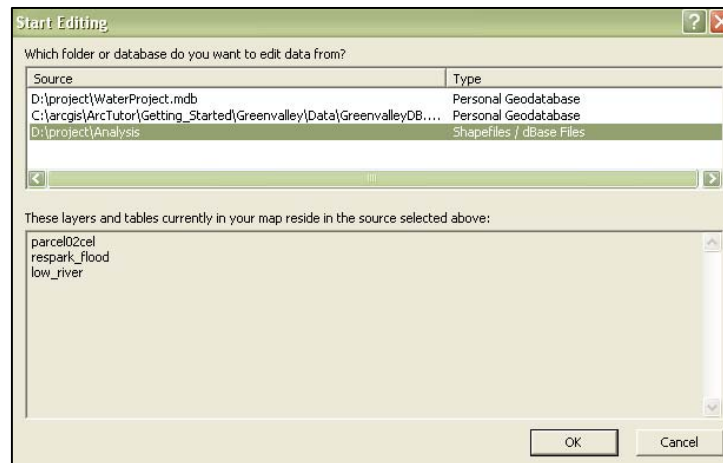 Start Editing
Which folder or database do you want to edit data from?
Source Type
D:\project\WaterProject.mdb Personal Geodatabase
C:\arcgis\ArcTutor\Getting_Started\Greenvalley\Data\GreenvalleyDB.... Personal Geodatabase
D:\project\Analysis Shapefiles / dBase Files
These layers and tables currently in your map reside in the source selected above:
parcel02cel
respark_flood
low_river
OK Cancel